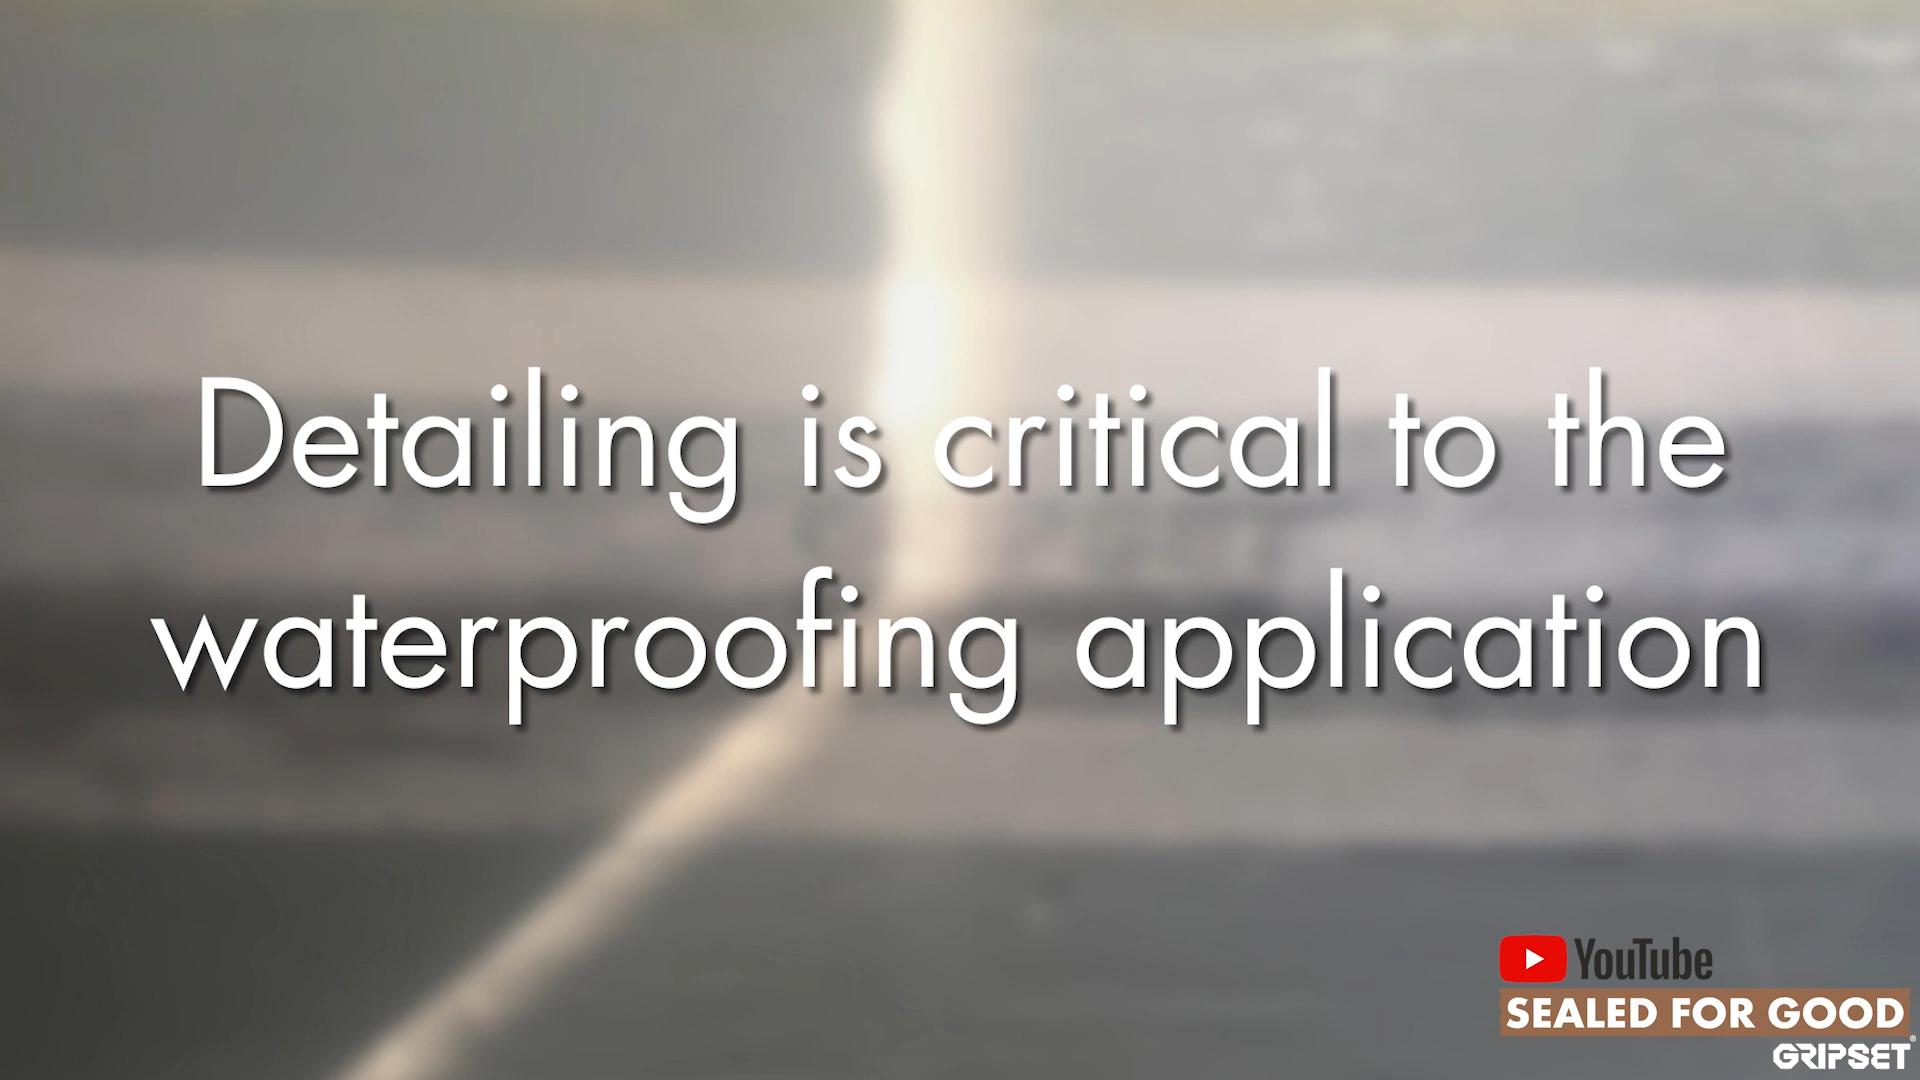 Detailing is critical to the
waterproofing application
YouTube
SEALED FOR GOOD
GRIPSET®